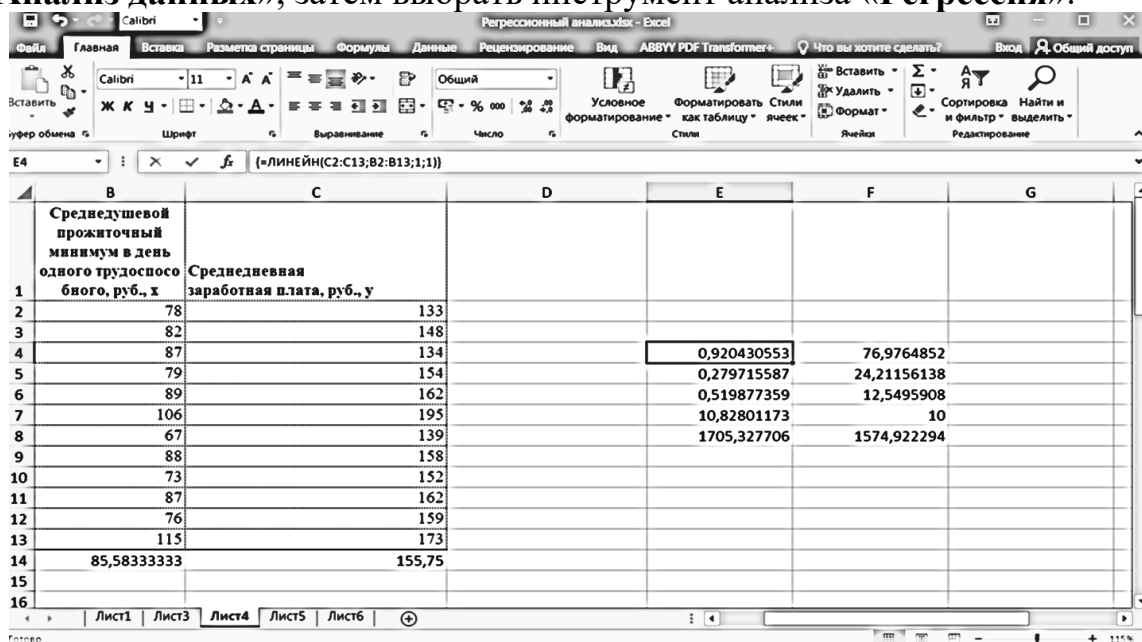 Анализ данных», затем выбрать инструмент анализа «Регрессия».
Calibri
Регрессионный анализ.xlsx - Excel
Файл Главная Вставка Разметка страницы Формулы Данные Рецензирование Вид ABBYY PDF Transformer+ Что вы хотите сделать? Вход Общий доступ
Вставить
Calibri 11
Ж К Ч
Общий
% 000
Условное форматирование
Форматировать как таблицу
Стили ячеек
Вставить
Удалить
Формат
Сортировка и фильтр
Найти и выделить
Буфер обмена Шрифт Выравнивание Число Стили Ячейки Редактирование
E4 fx {=ЛИНЕЙН(C2:C13;B2:B13;1;1)}
B C D E F G
Среднедушевой
прожиточный
минимум в день
одного трудоспосо Среднедневная
1 бного, руб., х заработная плата, руб., у
2 78 133
3 82 148
4 87 134 0,920430553 76,9764852
5 79 154 0,279715587 24,21156138
6 89 162 0,519877359 12,5495908
7 106 195 10,82801173 10
8 67 139 1705,327706 1574,922294
9 88 158
10 73 152
11 87 162
12 76 159
13 115 173
14 85,58333333 155,75
15
16
Лист1 Лист3 Лист4 Лист5 Лист6
Готово 115%